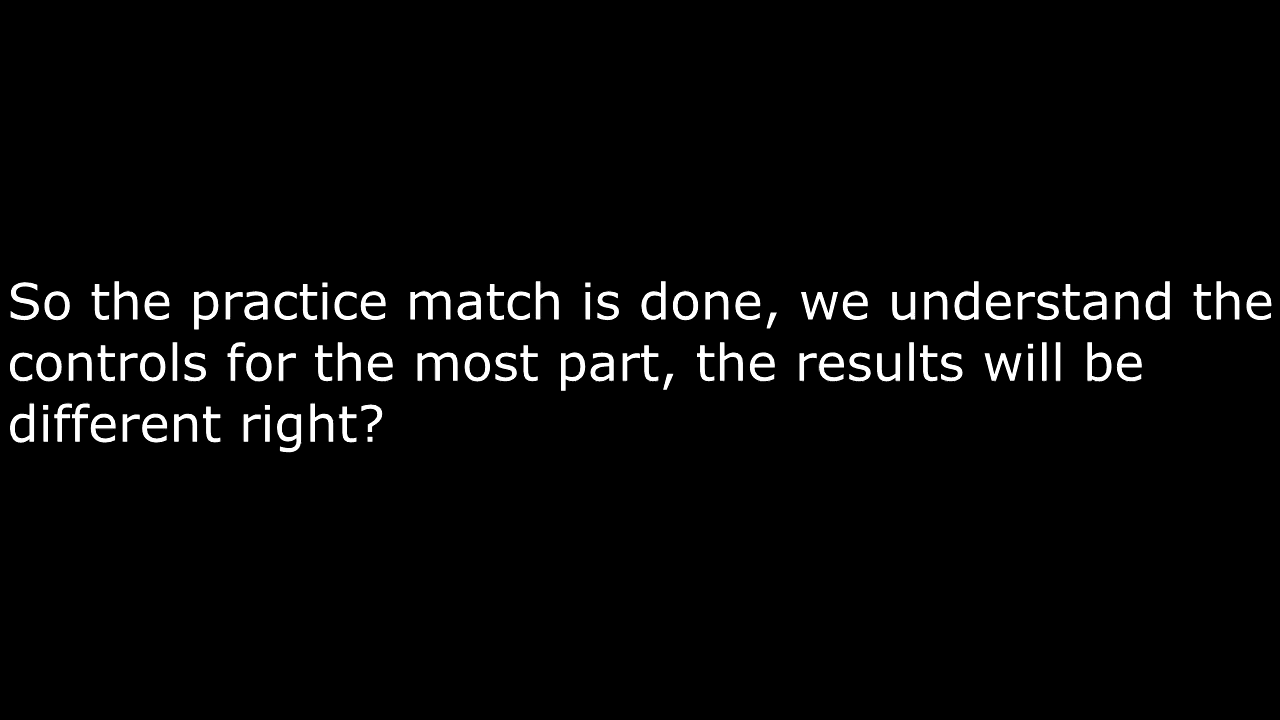 So the practice match is done, we understand the
controls for the most part, the results will be
different right?